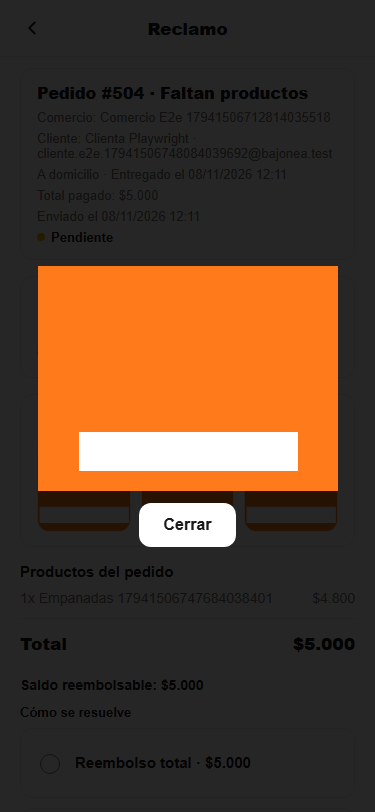 Reclamo
Pedido #504 · Faltan productos
Comercio: Comercio E2e 17941506712814035518
Cliente: Clienta Playwright ·
cliente.e2e.17941506748084039692@bajonea.test
A domicilio · Entregado el 08/11/2026 12:11
Total pagado: $5.000
Enviado el 08/11/2026 12:11
Pendiente
Cerrar
Productos del pedido
1x Empanadas 17941506747684038401 $4.800
Total $5.000
Saldo reembolsable: $5.000
Cómo se resuelve
Reembolso total · $5.000